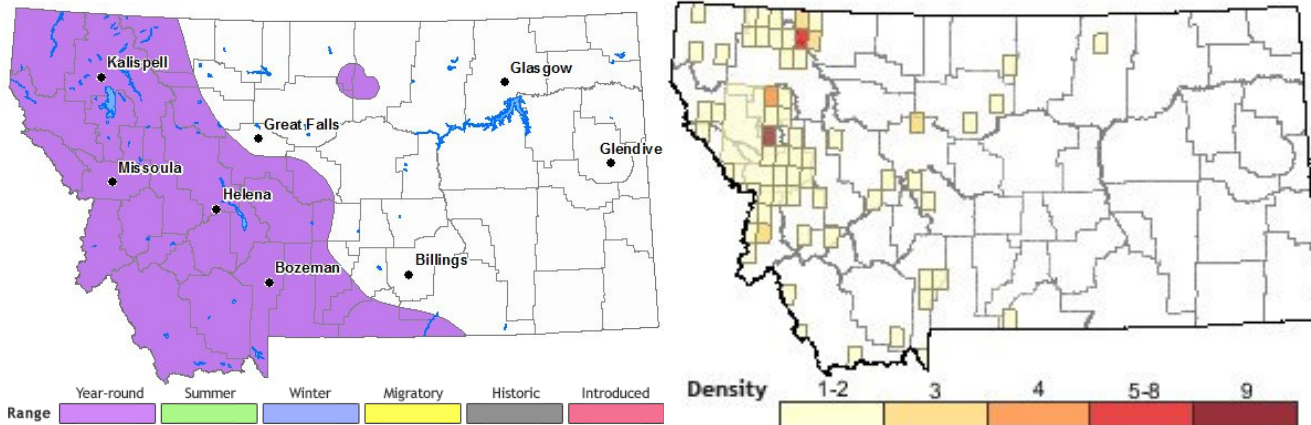 Kalispell
Glasgow
Great Falls
Glendive
Missoula
Helena
Billings
Bozeman
Range Year-round Summer Winter Migratory Historic Introduced
Density 1-2 3 4 5-8 9